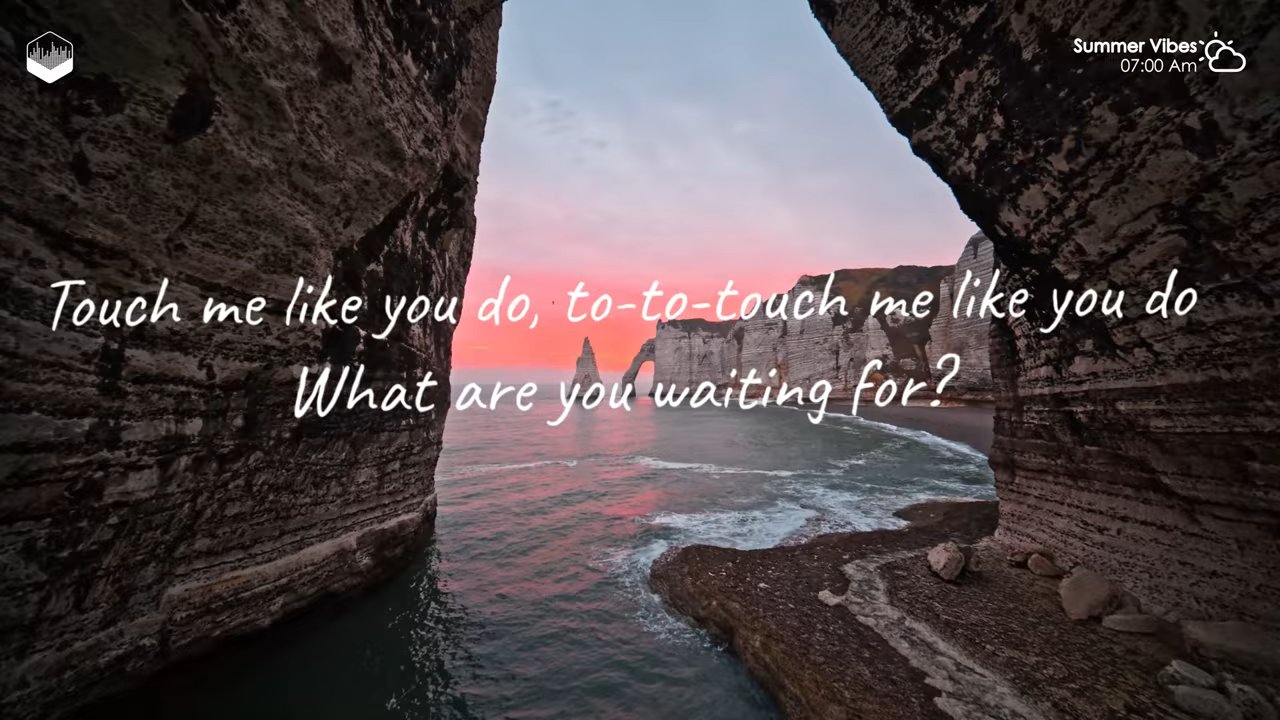 Summer Vibes
07:00 Am
Touch me like you do, to-to-touch me like you do
What are you waiting for?